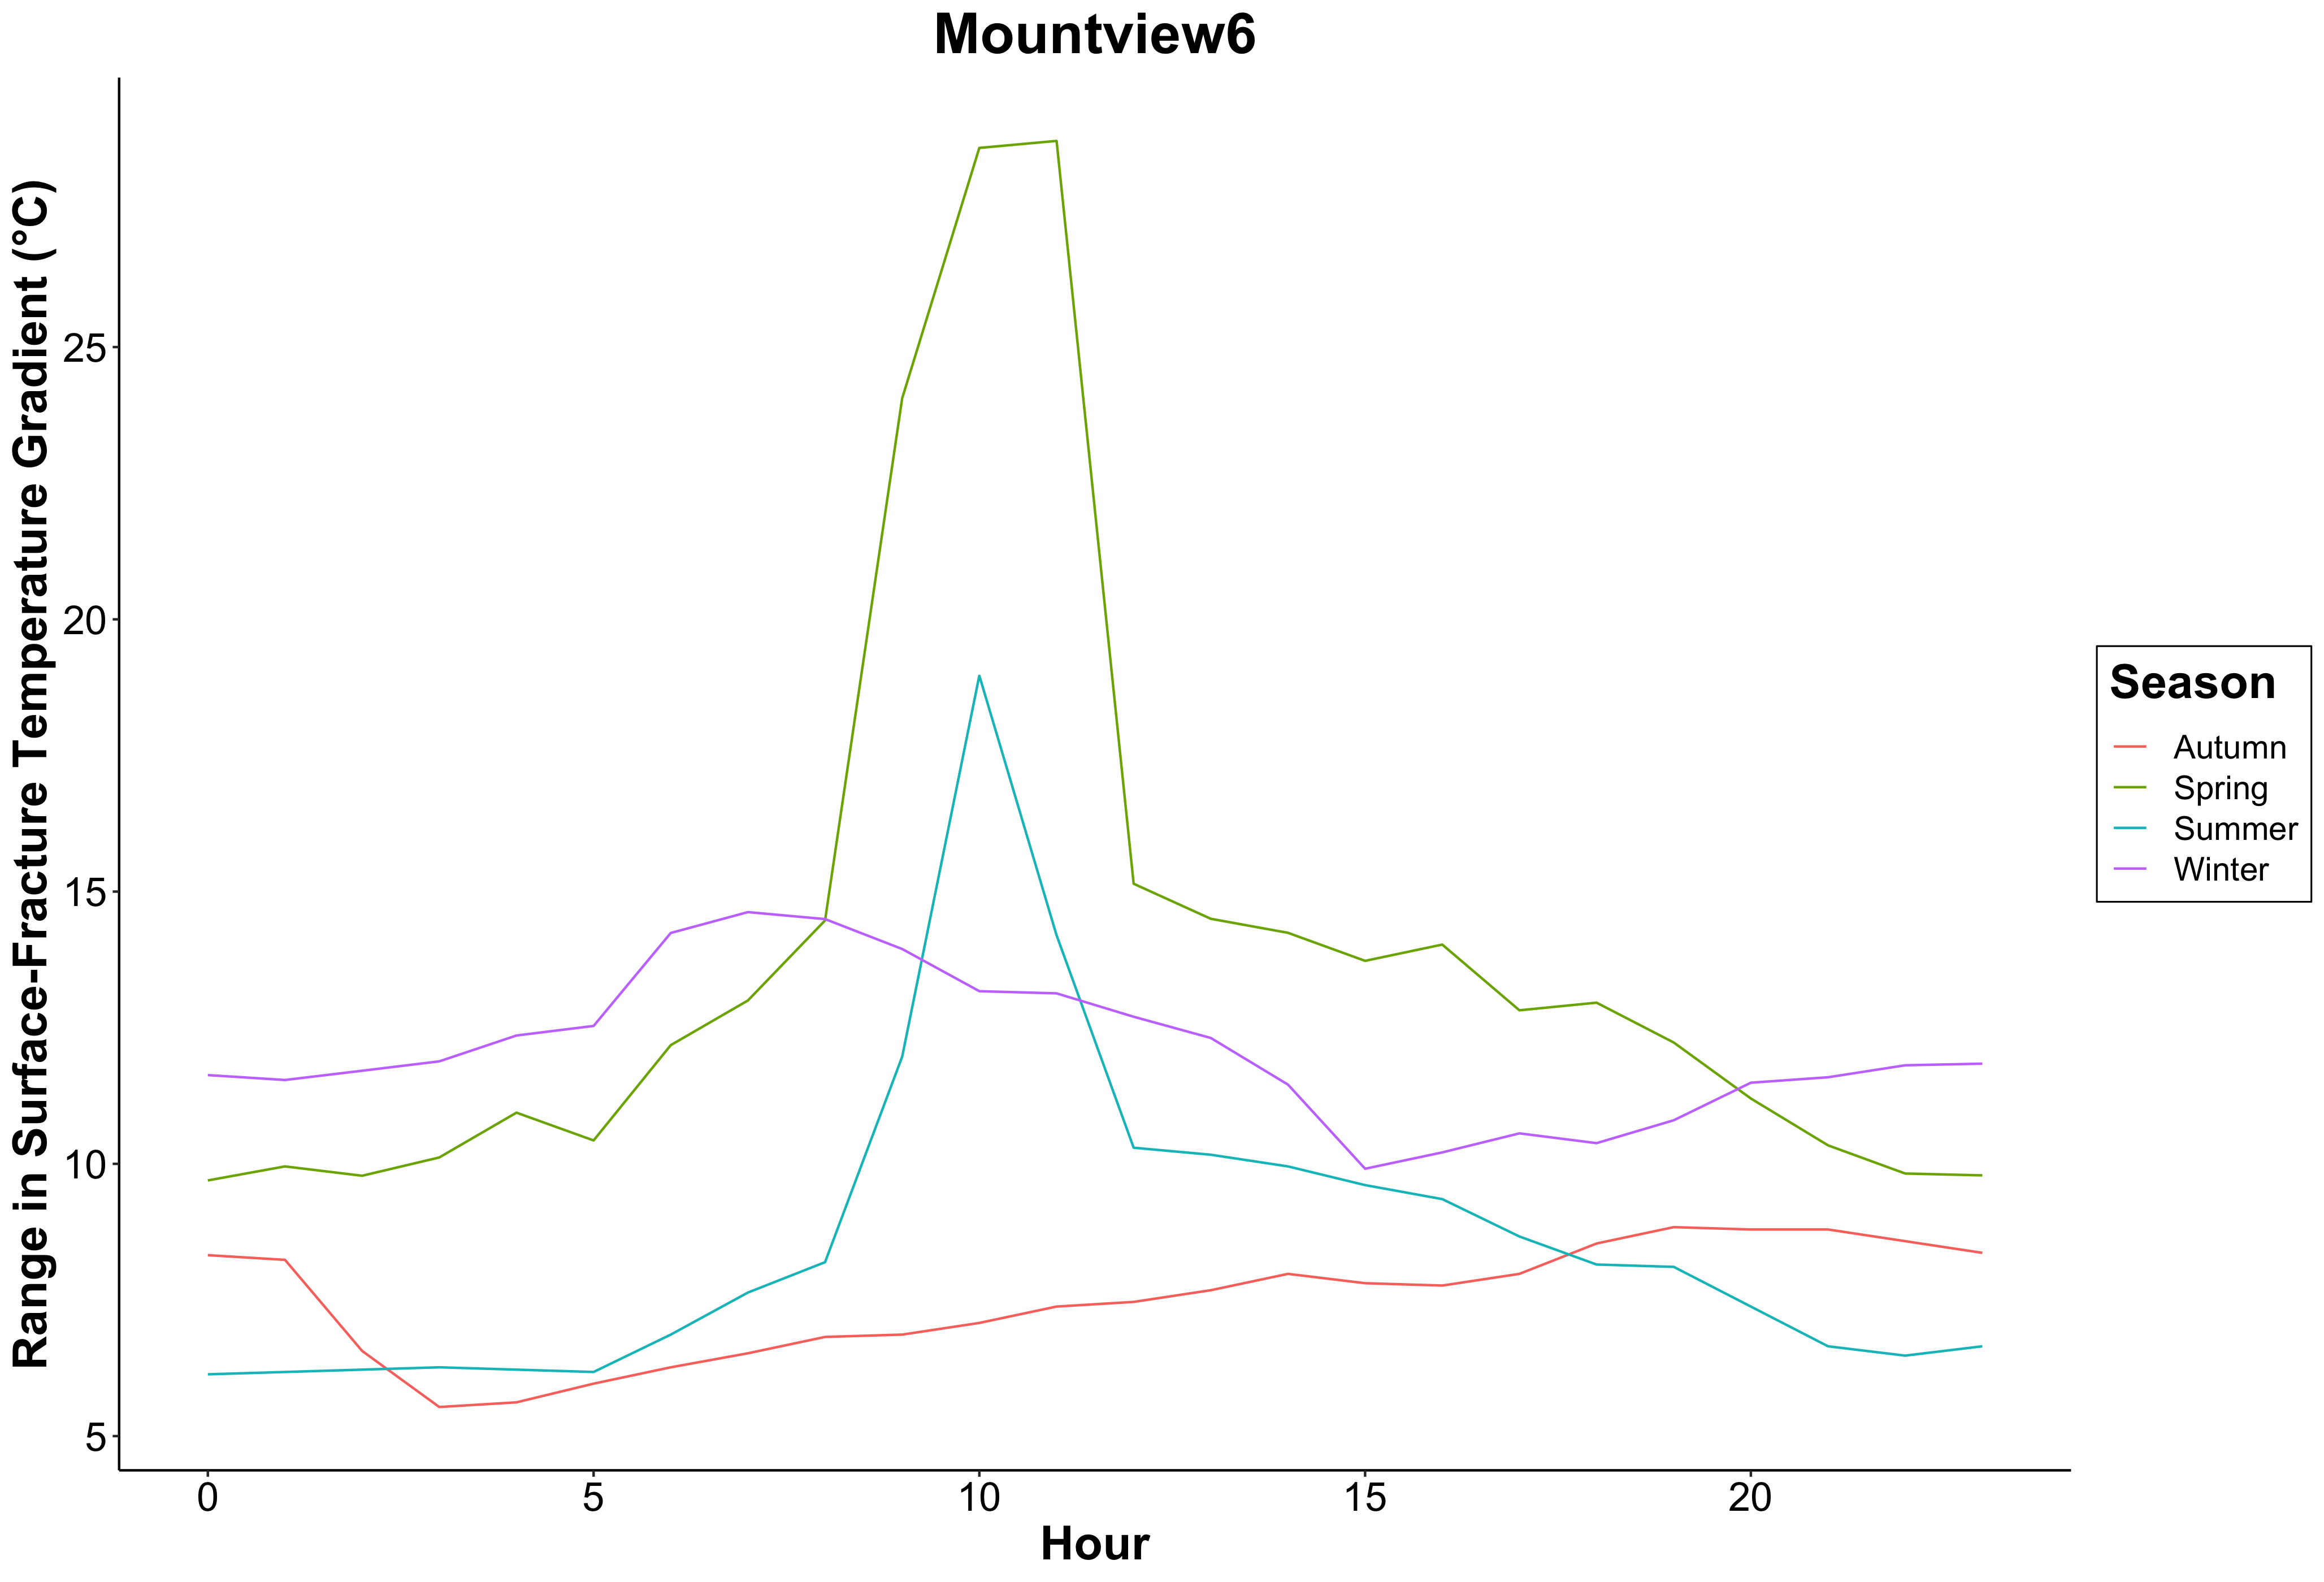 Mountview6
Range in Surface-Fracture Temperature Gradient (°C)
25
20
15
10
5
0 5 10 15 20
Hour
Season
Autumn
Spring
Summer
Winter